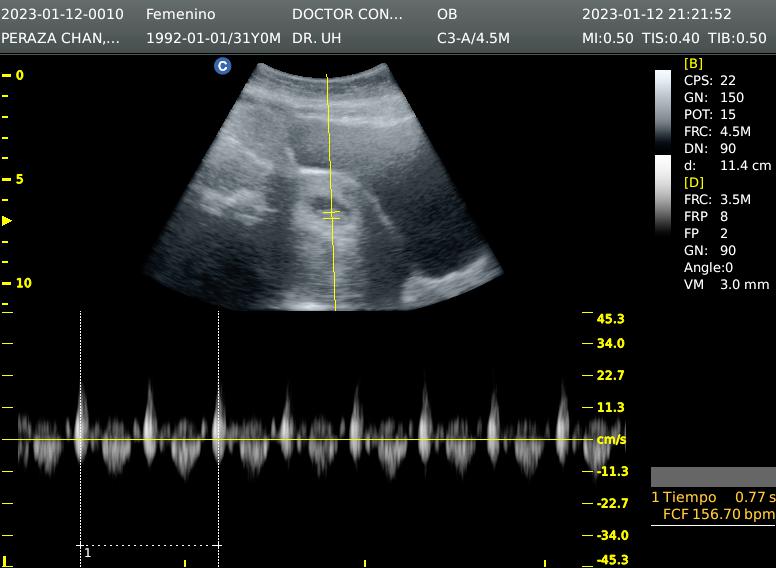 2023-01-12-0010 Femenino DOCTOR CON... OB 2023-01-12 21:21:52
PERAZA CHAN,... 1992-01-01/31Y0M DR. UH C3-A/4.5M MI:0.50 TIS:0.40 TIB:0.50
C
0
5
10
[B]
CPS: 22
GN: 150
POT: 15
FRC: 4.5M
DN: 90
d: 11.4 cm
[D]
FRC: 3.5M
FRP 8
FP 2
GN: 90
Angle:0
VM 3.0 mm
45.3
34.0
22.7
11.3
cm/s
-11.3
-22.7
-34.0
-45.3
1
1 Tiempo 0.77 s
FCF 156.70 bpm